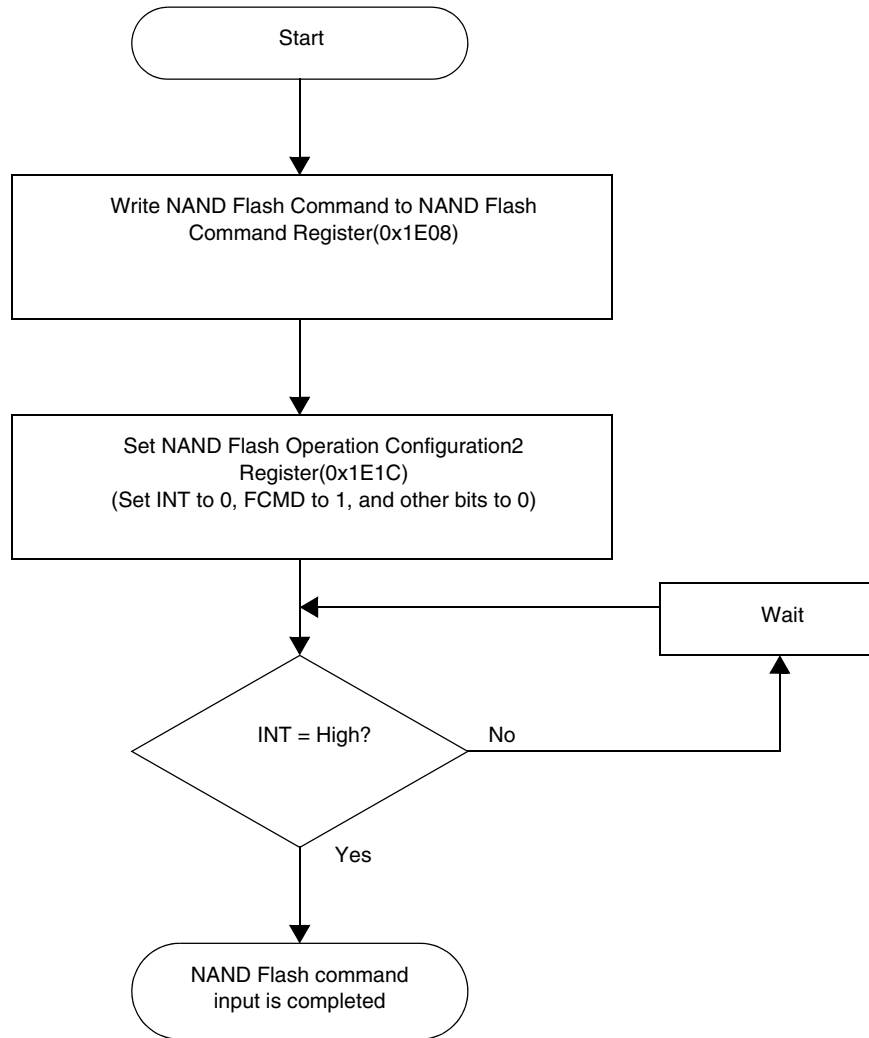 Start
Write NAND Flash Command to NAND Flash
Command Register(0x1E08)
Set NAND Flash Operation Configuration2
Register(0x1E1C)
(Set INT to 0, FCMD to 1, and other bits to 0)
Wait
INT = High?
No
Yes
NAND Flash command
input is completed